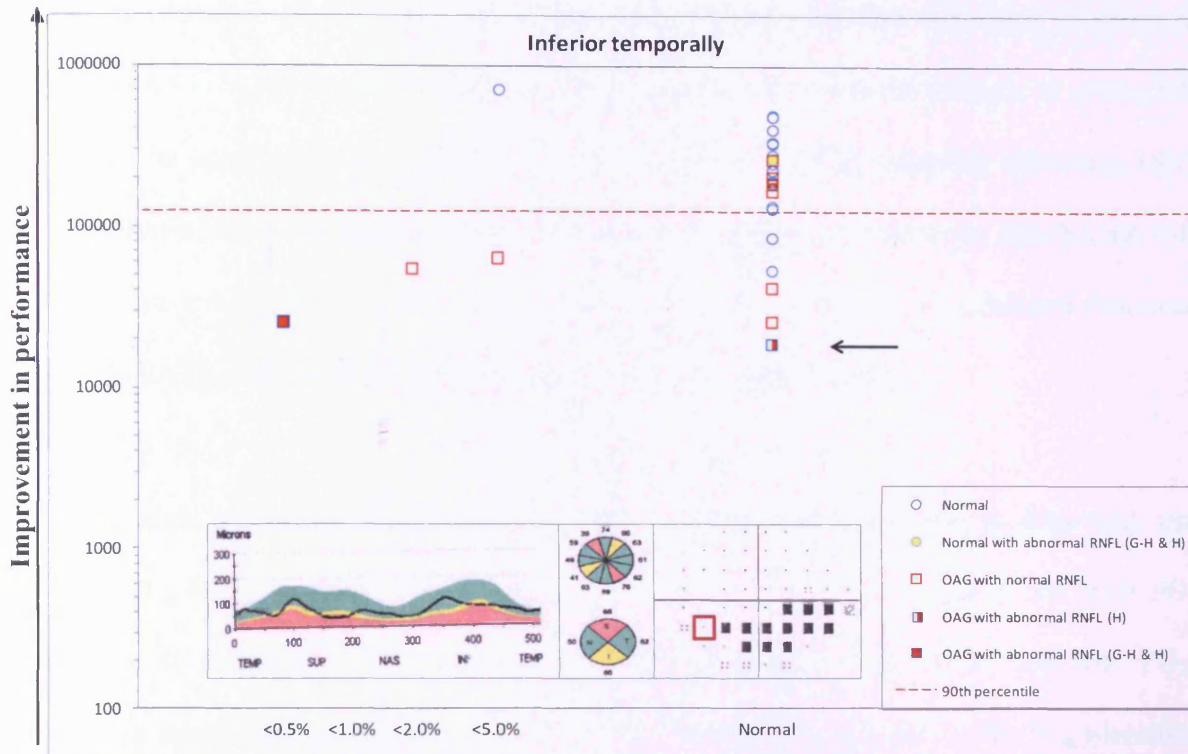 Inferior temporally
Improvement in performance
1000000
100000
10000
1000
100
<0.5% <1.0% <2.0% <5.0% Normal
Normal
Normal with abnormal RNFL (G-H & H)
OAG with normal RNFL
OAG with abnormal RNFL (H)
OAG with abnormal RNFL (G-H & H)
90th percentile
Microns
300
200
100
0
0 100 200 300 400 500
TEMP SUP NAS TEMP